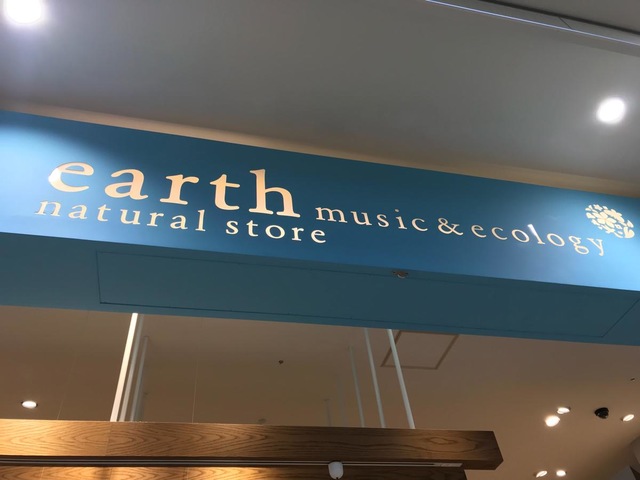 earth music & ecology
natural store